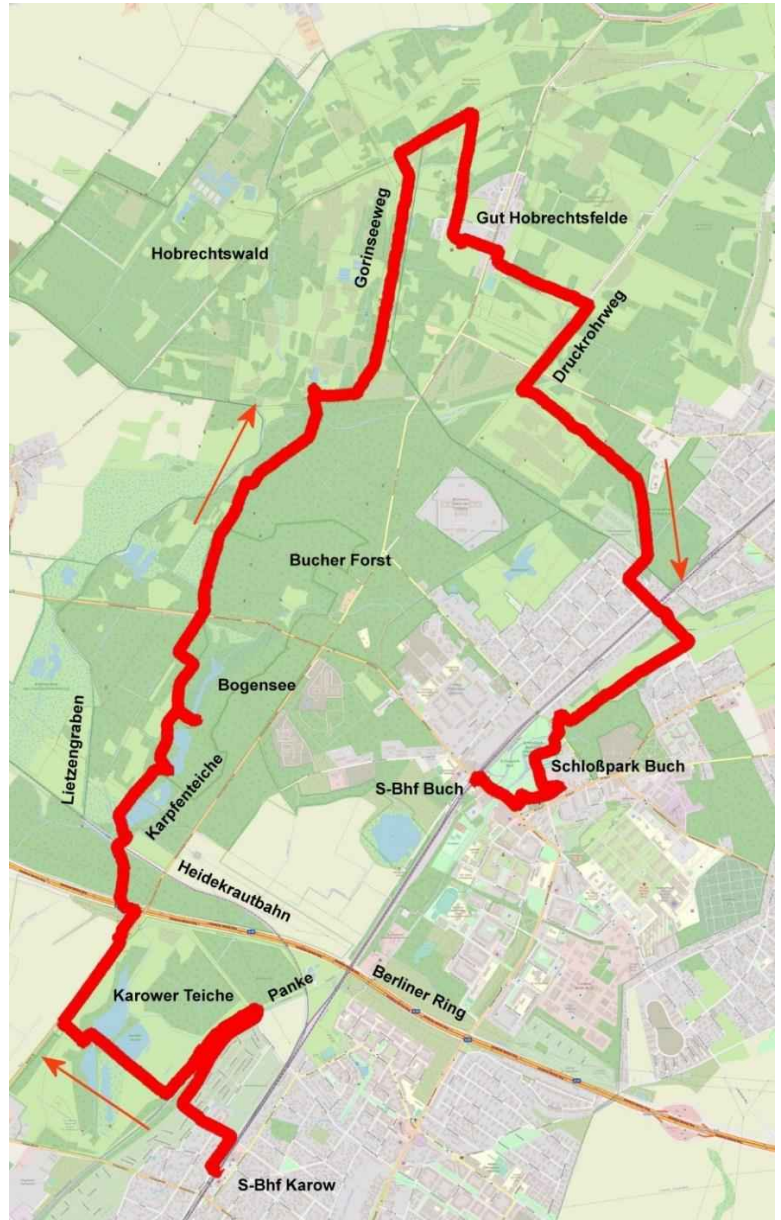 Gut Hobrechtsfelde
Hobrechtswald
Gorinseeweg
Druckrohrweg
Bucher Forst
Bogensee
Lietzengraben
Karpfenteiche
Schloßpark Buch
S-Bhf Buch
Heidekrautbahn
Berliner Ring
Panke
Karower Teiche
S-Bhf Karow